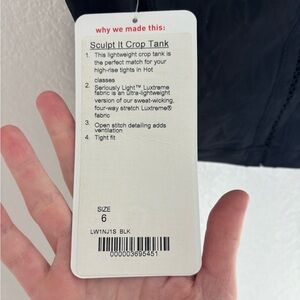 why we made this:
Sculpt It Crop Tank
1. This lightweight crop tank is
the perfect match for your
high-rise tights in Hot
classes
2. Seriously Light™ Luxtreme
fabric is an ultra-lightweight
version of our sweat-wicking,
four-way stretch Luxtreme®
fabric
3. Open stitch detailing adds
ventilation
4. Tight fit
SIZE
6
LW1NJ1S BLK
000003695451